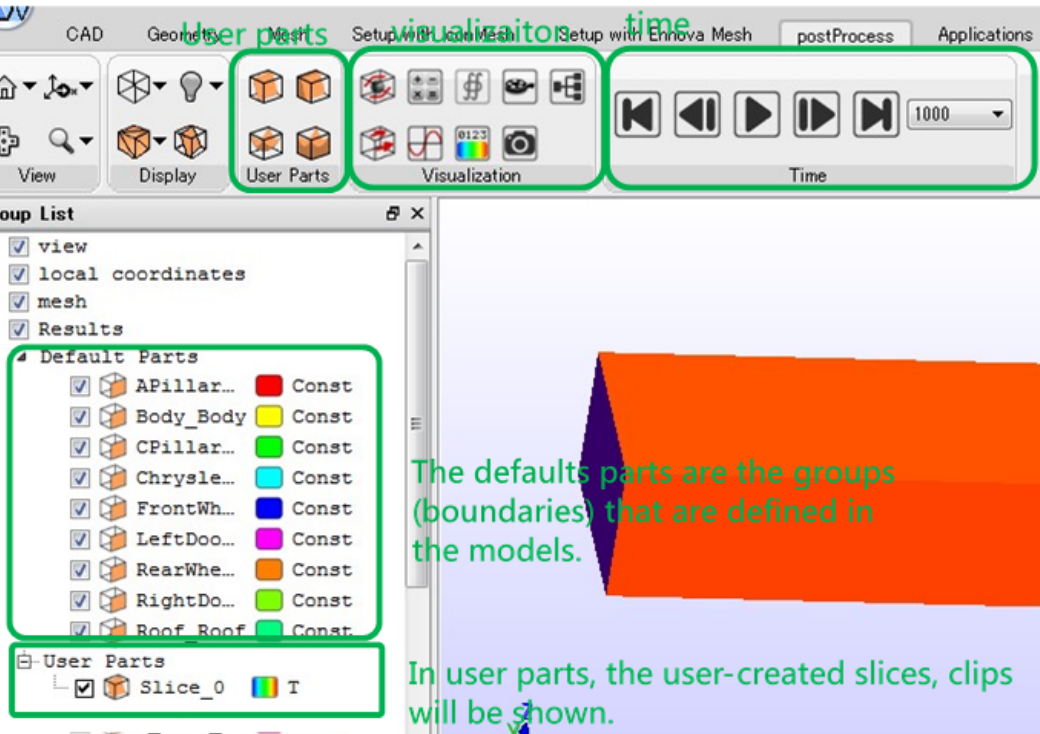 User parts visualizaiton time
CAD Geometry Mesh Setup with IconMesh Setup with Ennova Mesh postProcess Applications
1000
0123
View Display User Parts Visualization Time
oup List
view
local coordinates
mesh
Results
Default Parts
APillar... Const
Body_Body Const
CPillar... Const
Chrysle... Const
FrontWh... Const
LeftDoo... Const
RearWhe... Const
RightDo... Const
Roof_Roof Const
The defaults parts are the groups
(boundaries) that are defined in
the models.
User Parts
Slice_0 T
In user parts, the user-created slices, clips
will be shown.